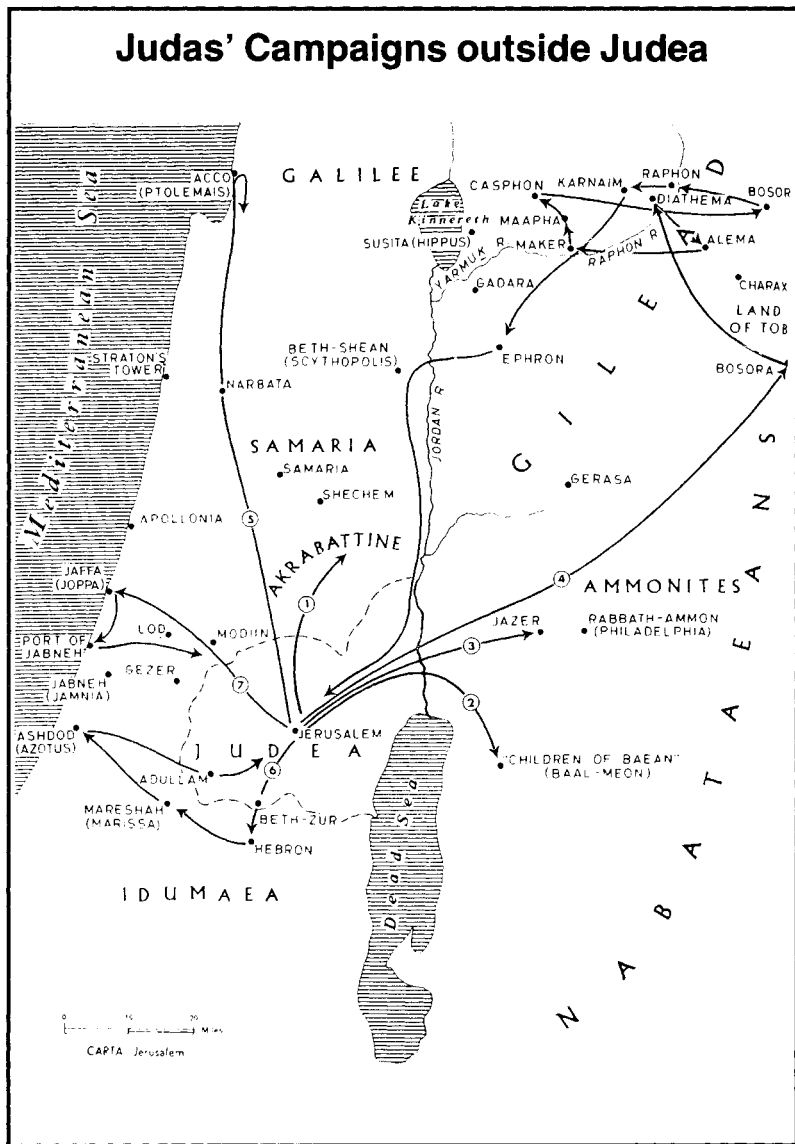 Judas' Campaigns outside Judea
Mediterranean Sea
ACCO
(PTOLEMAIS)
GALILEE
Lake
Kinnereth
SUSITA (HIPPUS)
YARMUK R
GADARA
CASPHON
KARNAIM
RAPHON
DIATHEMA
BOSOR
MAAPHA
MAKER
RAPHON R
ALEMA
CHARAX
LAND
OF TOB
BOSORA
GILEAD
EPHRON
BETH-SHEAN
(SCYTHOPOLIS)
JORDAN R
STRATON'S
TOWER
NARBATA
SAMARIA
SAMARIA
SHECHEM
GERASA
APOLLONIA
5
AKRABATTINE
1
4
AMMONITES
JAFFA
(JOPPA)
JAZER
RABBATH-AMMON
(PHILADELPHIA)
3
LOD
MODIIN
PORT OF
JABNEH
GEZER
JABNEH
(JAMNIA)
7
2
JERUSALEM
ASHDOD
(AZOTUS)
JUDEA
6
"CHILDREN OF BAEAN"
(BAAL-MEON)
ADULLAM
MARESHAH
(MARISSA)
BETH-ZUR
HEBRON
Dead Sea
IDUMAEA
NABATAEANS
0
Miles
CARTA Jerusalem